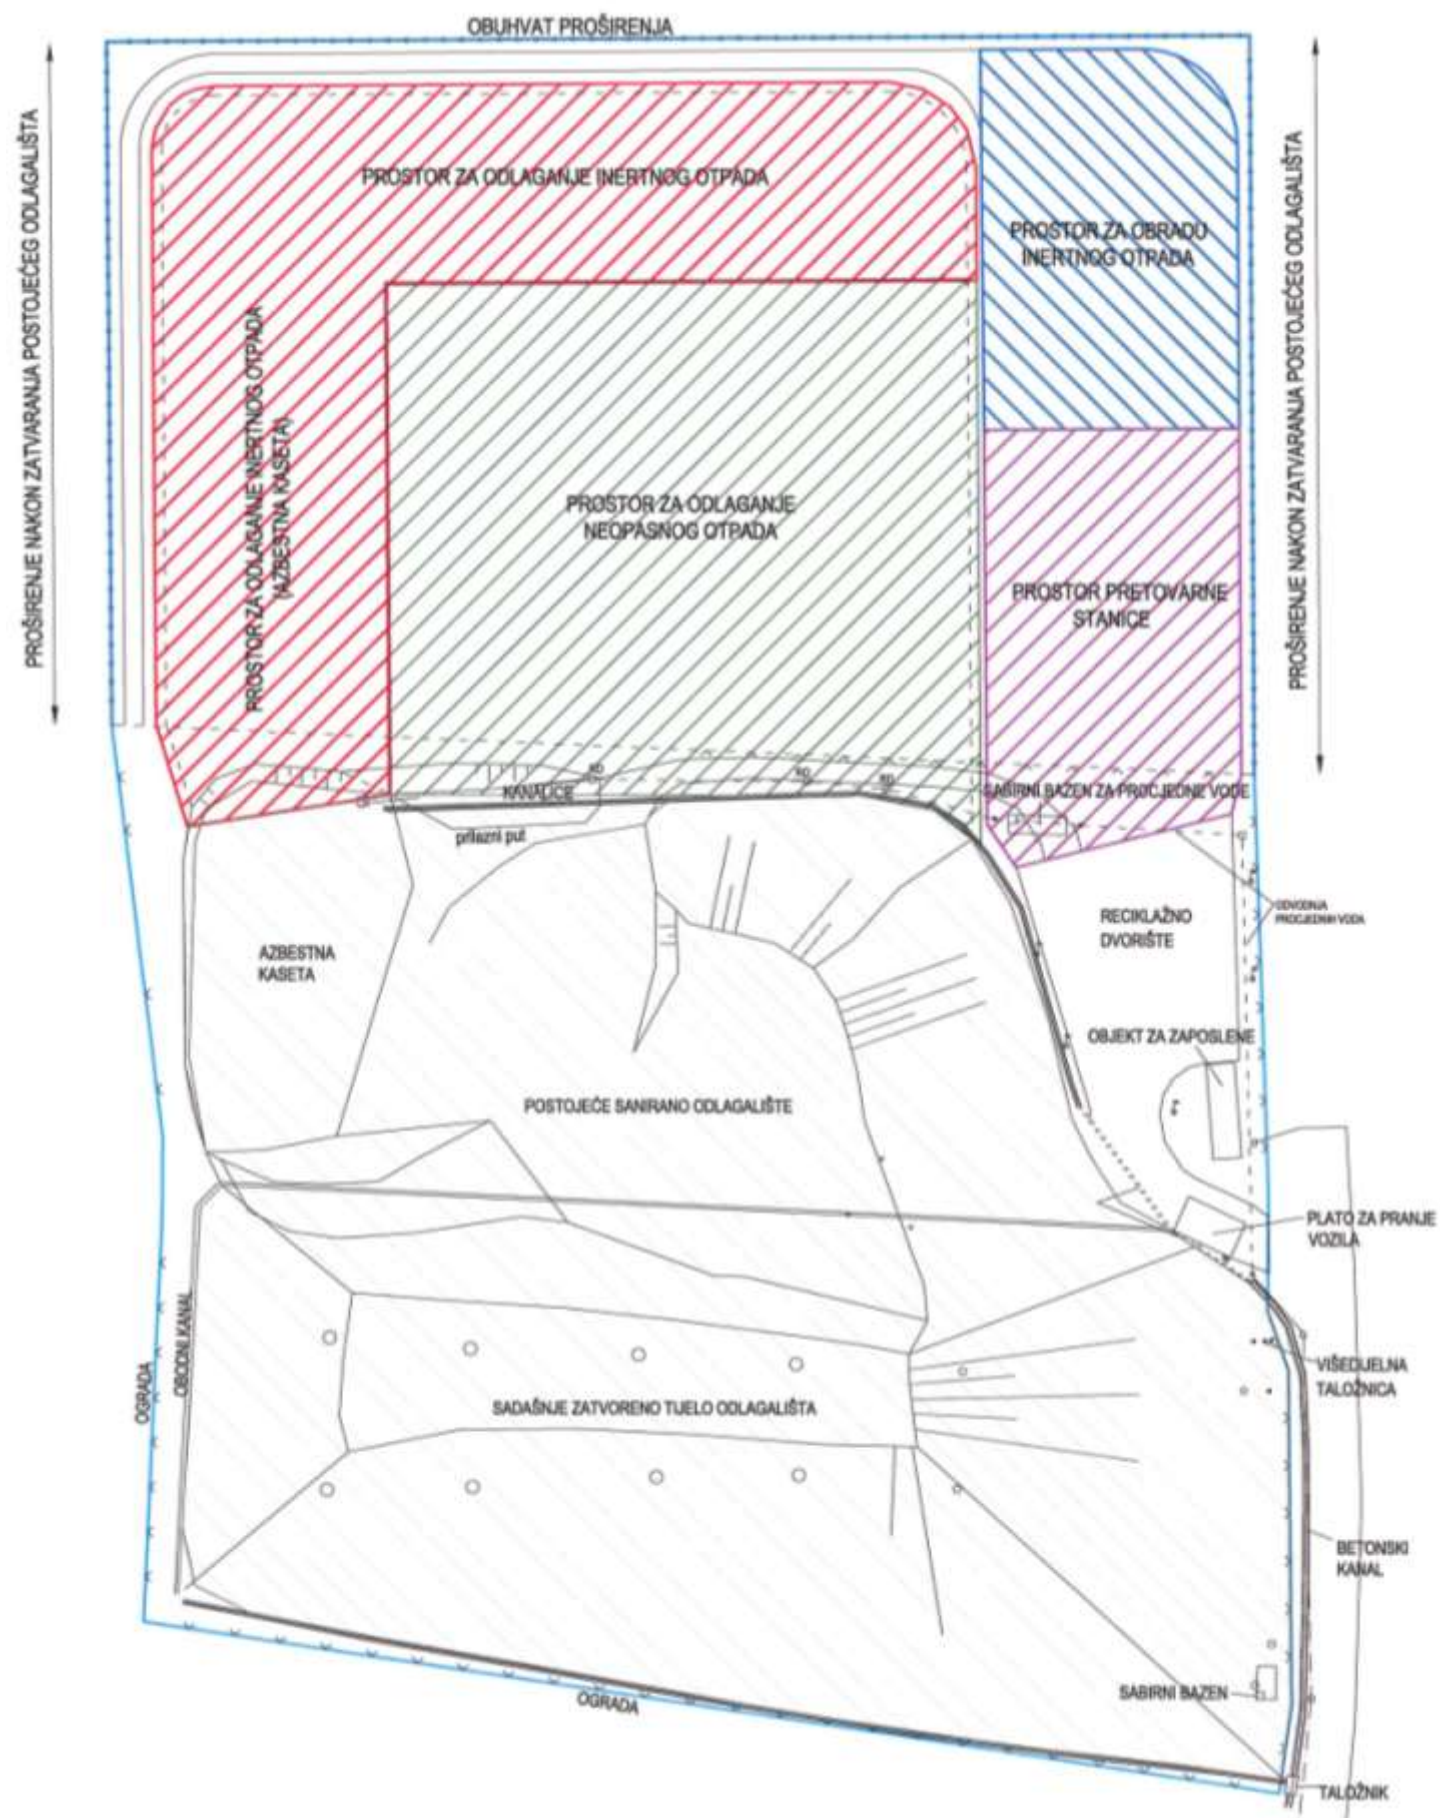 OBUHVAT PROŠIRENJA
PROŠIRENJE NAKON ZATVARANJA POSTOJEĆEG ODLAGALIŠTA
PROŠIRENJE NAKON ZATVARANJA POSTOJEĆEG ODLAGALIŠTA
PROSTOR ZA ODLAGANJE INERTNOG OTPADA
PROSTOR ZA OBRADU
INERTNOG OTPADA
PROSTOR ZA ODLAGANJE INERTNOG OTPADA
(AZBESTNA KASETA)
PROSTOR ZA ODLAGANJE
NEOPASNOG OTPADA
PROSTOR PRETOVARNE
STANICE
KO
KO
KO
KANALICE
SABIRNI BAZEN ZA PROCJEDNE VODE
prilazni put
ODVODNJA
PROCJEDNIH VODA
RECIKLAŽNO
DVORIŠTE
AZBESTNA
KASETA
OBJEKT ZA ZAPOSLENE
POSTOJEĆE SANIRANO ODLAGALIŠTE
PLATO ZA PRANJE
VOZILA
OBODNI KANAL
OGRADA
VIŠEDIJELNA
TALOŽNICA
SADAŠNJE ZATVORENO TIJELO ODLAGALIŠTA
BETONSKI
KANAL
SABIRNI BAZEN
OGRADA
TALOŽNIK